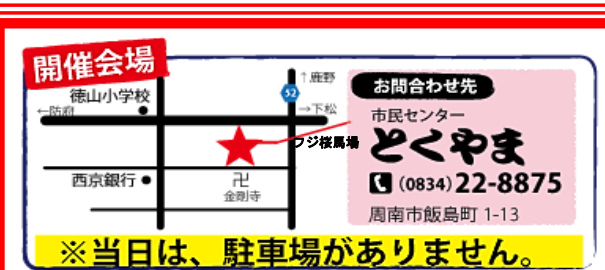 開催会場
徳山小学校
←防府
↑鹿野
52
→下松
フジ桜馬場
西京銀行
卍
金剛寺
お問合わせ先
市民センター
とくやま
(0834)22-8875
周南市飯島町 1-13
※当日は、駐車場がありません。